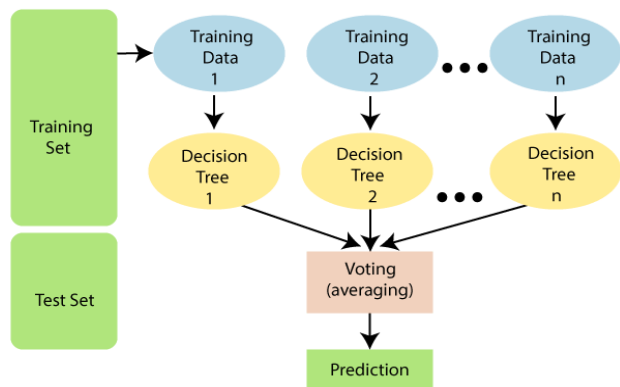 Training
Set
Test Set
Training
Data
1
Training
Data
2
Training
Data
n
Decision
Tree
1
Decision
Tree
2
Decision
Tree
n
Voting
(averaging)
Prediction